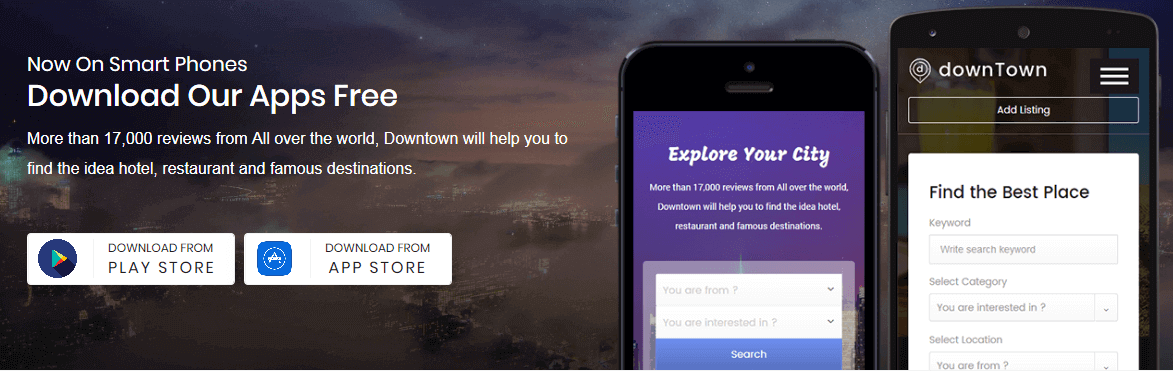 Now On Smart Phones
Download Our Apps Free
More than 17,000 reviews from All over the world, Downtown will help you to
find the idea hotel, restaurant and famous destinations.
DOWNLOAD FROM
PLAY STORE
DOWNLOAD FROM
APP STORE
Explore Your City
More than 17,000 reviews from All over the world,
Downtown will help you to find the idea hotel,
restaurant and famous destinations.
You are from ?
You are interested in ?
Search
d downTown
Add Listing
Find the Best Place
Keyword
Write search keyword
Select Category
You are interested in ?
Select Location
You are from ?